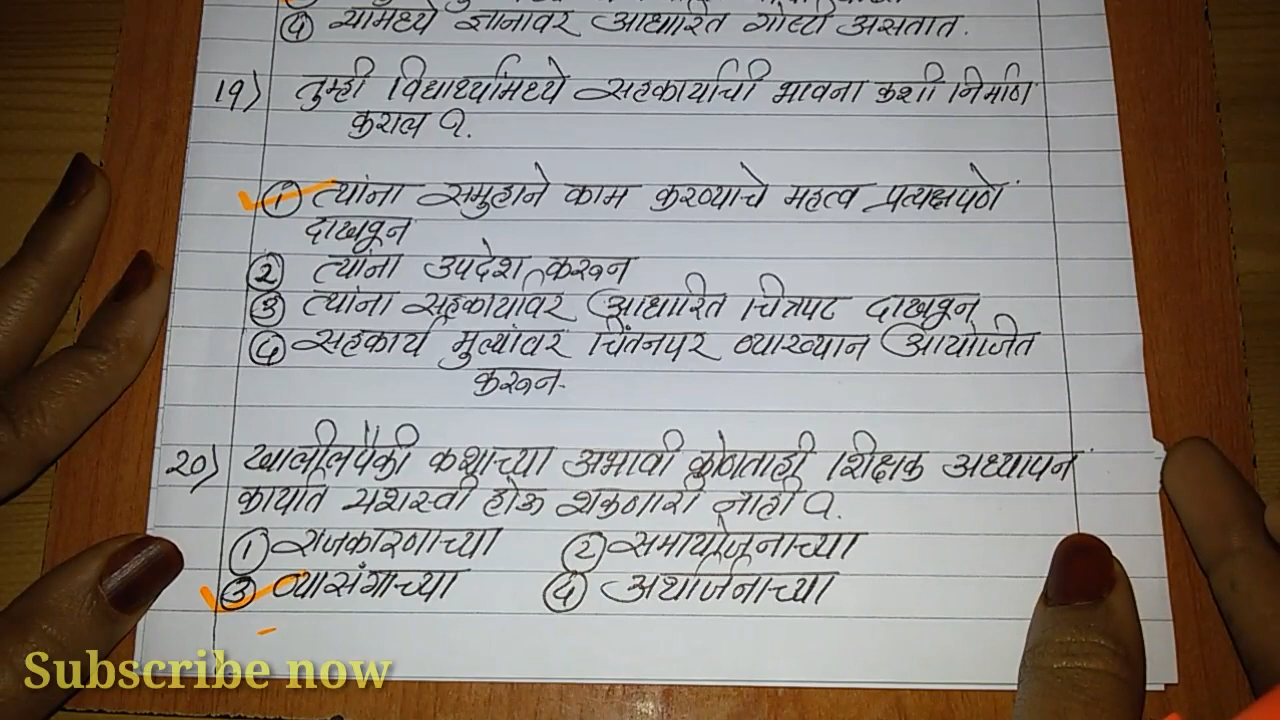 ④ यामध्ये ज्ञानावर आधारित गोष्टी असतात.
19) तुम्ही विद्यार्थ्यांमध्ये सहकार्याची भावना कशी निर्माण
कराल ?.
① त्यांना समुहाने काम करण्याचे महत्व प्रत्यक्षपणे
दाखवून
② त्यांना उपदेश करून
③ त्यांना सहकार्यावर आधारित चित्रपट दाखवून
④ सहकार्य मुल्यांवर चिंतनपर व्याख्यान आयोजित
करून.
20) खालीलपैकी कशाच्या अभावी कोणताही शिक्षक अध्यापन
कार्यात यशस्वी होऊ शकणारी नाही ?.
① राजकारणाच्या ② समायोजनाच्या
③ व्यासंगाच्या ④ अर्थाजनाच्या
Subscribe now